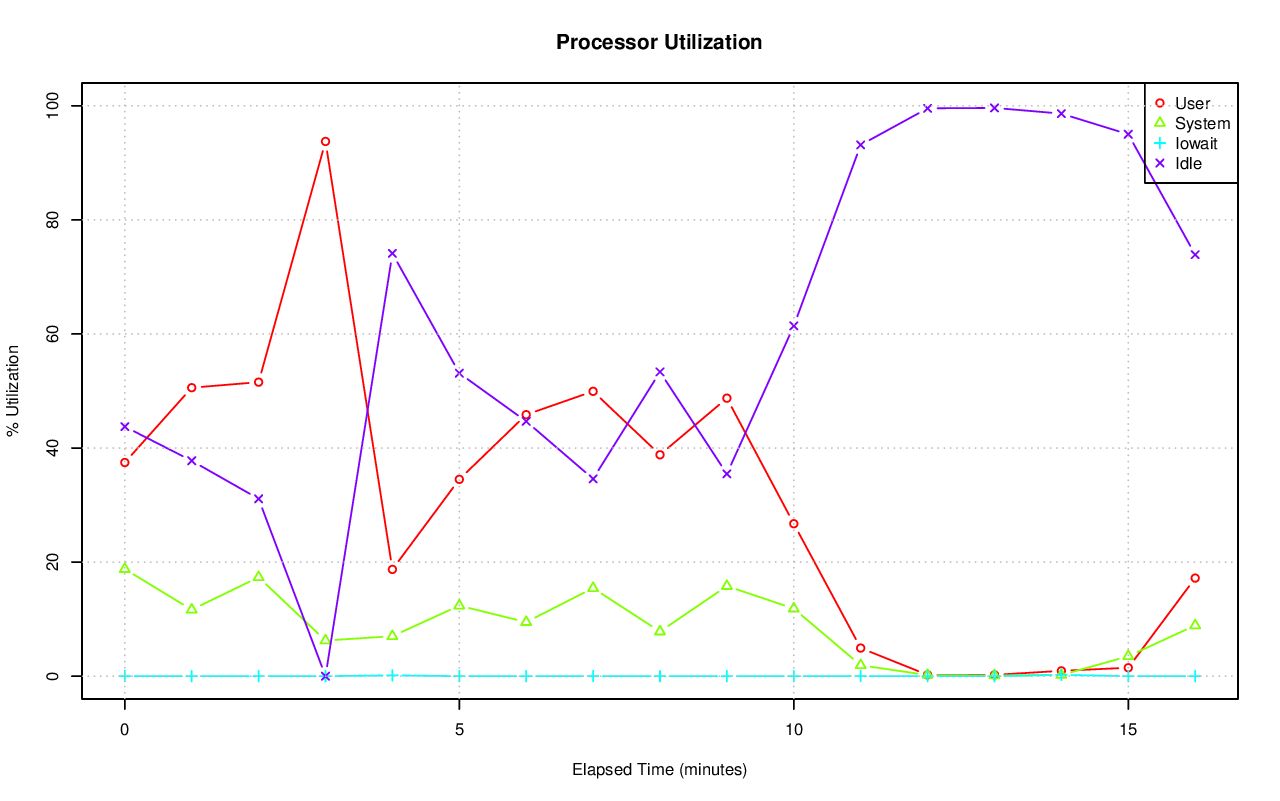 Processor Utilization
% Utilization
100
80
60
40
20
0
User
System
Iowait
Idle
0 5 10 15
Elapsed Time (minutes)